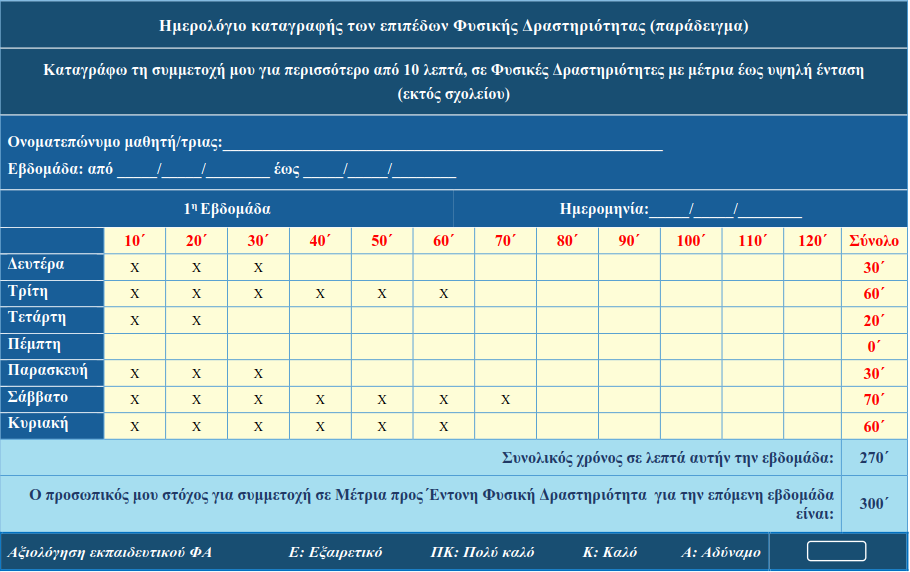 Ημερολόγιο καταγραφής των επιπέδων Φυσικής Δραστηριότητας (παράδειγμα)
Καταγράφω τη συμμετοχή μου για περισσότερο από 10 λεπτά, σε Φυσικές Δραστηριότητες με μέτρια έως υψηλή ένταση
(εκτός σχολείου)
Ονοματεπώνυμο μαθητή/τριας:_______________________________________________________
Εβδομάδα: από _____/_____/________ έως _____/_____/________
1η Εβδομάδα Ημερομηνία:_____/_____/________
10΄ 20΄ 30΄ 40΄ 50΄ 60΄ 70΄ 80΄ 90΄ 100΄ 110΄ 120΄ Σύνολο
Δευτέρα X X X 30΄
Τρίτη X X X X X X 60΄
Τετάρτη X X 20΄
Πέμπτη 0΄
Παρασκευή X X X 30΄
Σάββατο X X X X X X X 70΄
Κυριακή X X X X X X 60΄
Συνολικός χρόνος σε λεπτά αυτήν την εβδομάδα: 270΄
Ο προσωπικός μου στόχος για συμμετοχή σε Μέτρια προς Έντονη Φυσική Δραστηριότητα για την επόμενη εβδομάδα
είναι: 300΄
Αξιολόγηση εκπαιδευτικού ΦΑ Ε: Εξαιρετικό ΠΚ: Πολύ καλό Κ: Καλό Α: Αδύναμο